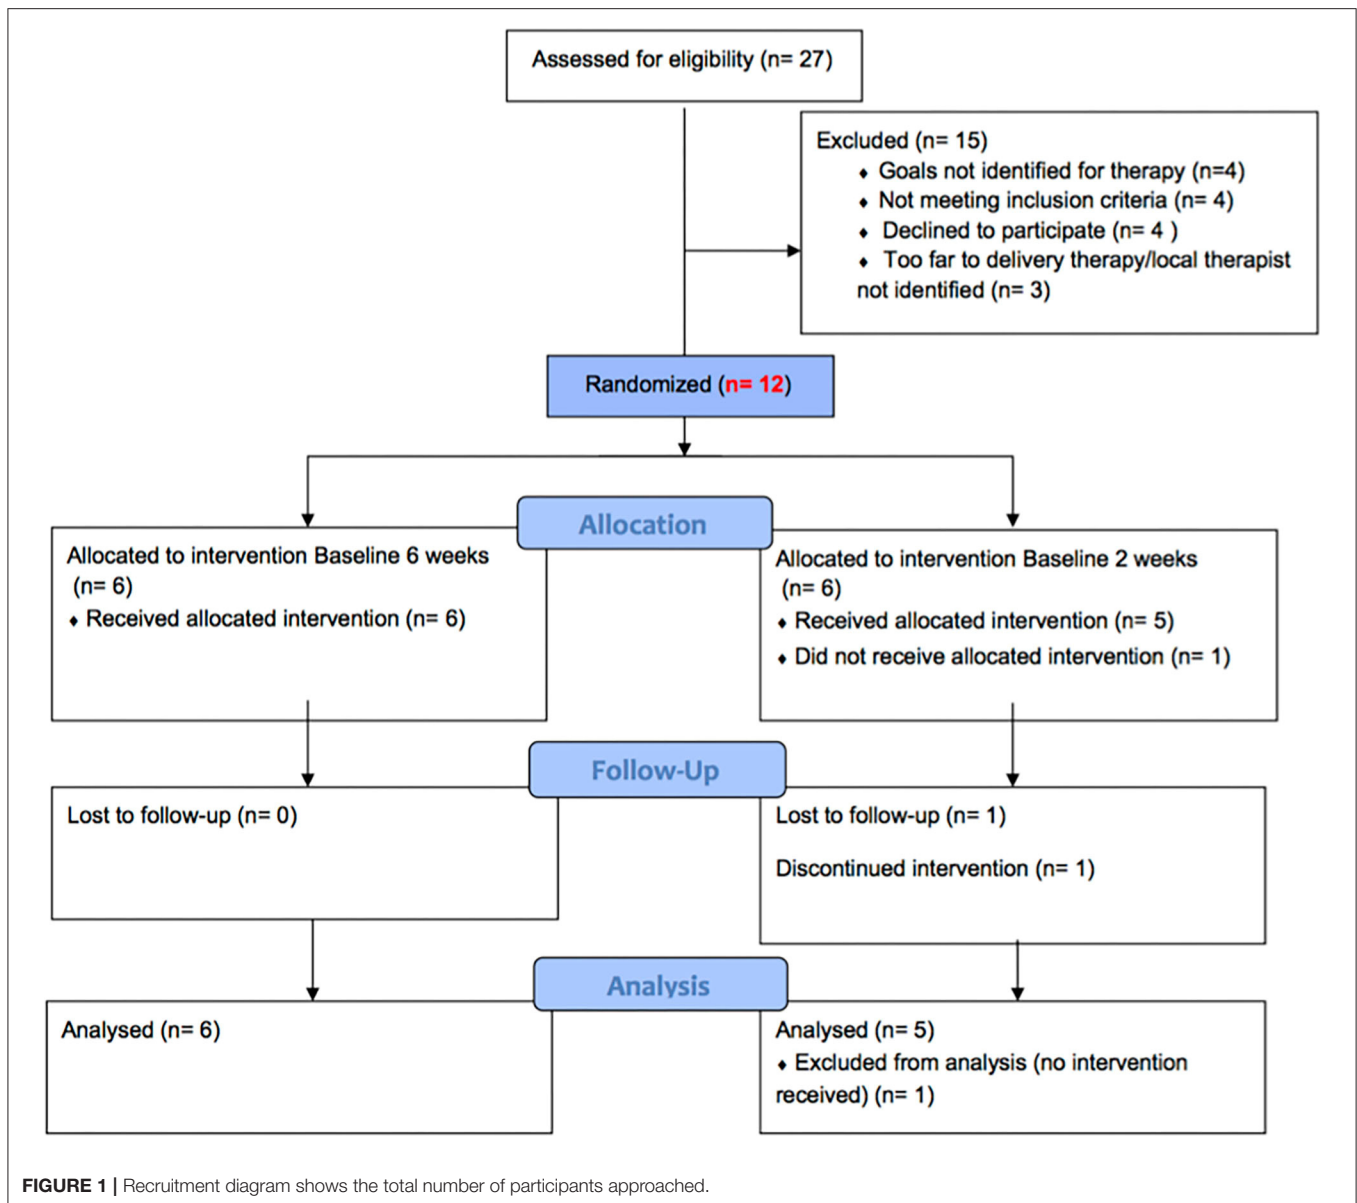 Assessed for eligibility (n= 27)
Excluded (n= 15)
♦ Goals not identified for therapy (n=4)
♦ Not meeting inclusion criteria (n= 4)
♦ Declined to participate (n= 4 )
♦ Too far to delivery therapy/local therapist
not identified (n= 3)
Randomized (n= 12)
Allocation
Allocated to intervention Baseline 6 weeks
(n= 6)
♦ Received allocated intervention (n= 6)
Allocated to intervention Baseline 2 weeks
(n= 6)
♦ Received allocated intervention (n= 5)
♦ Did not receive allocated intervention (n= 1)
Follow-Up
Lost to follow-up (n= 0)
Lost to follow-up (n= 1)
Discontinued intervention (n= 1)
Analysis
Analysed (n= 6)
Analysed (n= 5)
♦ Excluded from analysis (no intervention
received) (n= 1)
FIGURE 1 | Recruitment diagram shows the total number of participants approached.